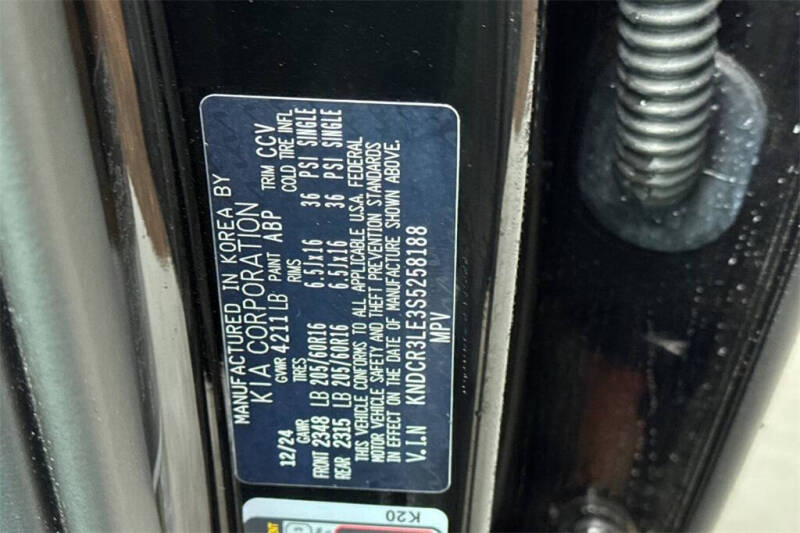 MANUFACTURED IN KOREA BY
KIA CORPORATION
12/24 GVWR 4211 LB PAINT ABP TRIM CCV
GAWR TIRES RIMS COLD TIRE INFL
FRONT 2348 LB 205/60R16 6.5Jx16 36 PSI SINGLE
REAR 2315 LB 205/60R16 6.5Jx16 36 PSI SINGLE
THIS VEHICLE CONFORMS TO ALL APPLICABLE U.S.A. FEDERAL
MOTOR VEHICLE SAFETY AND THEFT PREVENTION STANDARDS
IN EFFECT ON THE DATE OF MANUFACTURE SHOWN ABOVE.
V.I.N KNDCR3LE3S5258188
MPV
K20